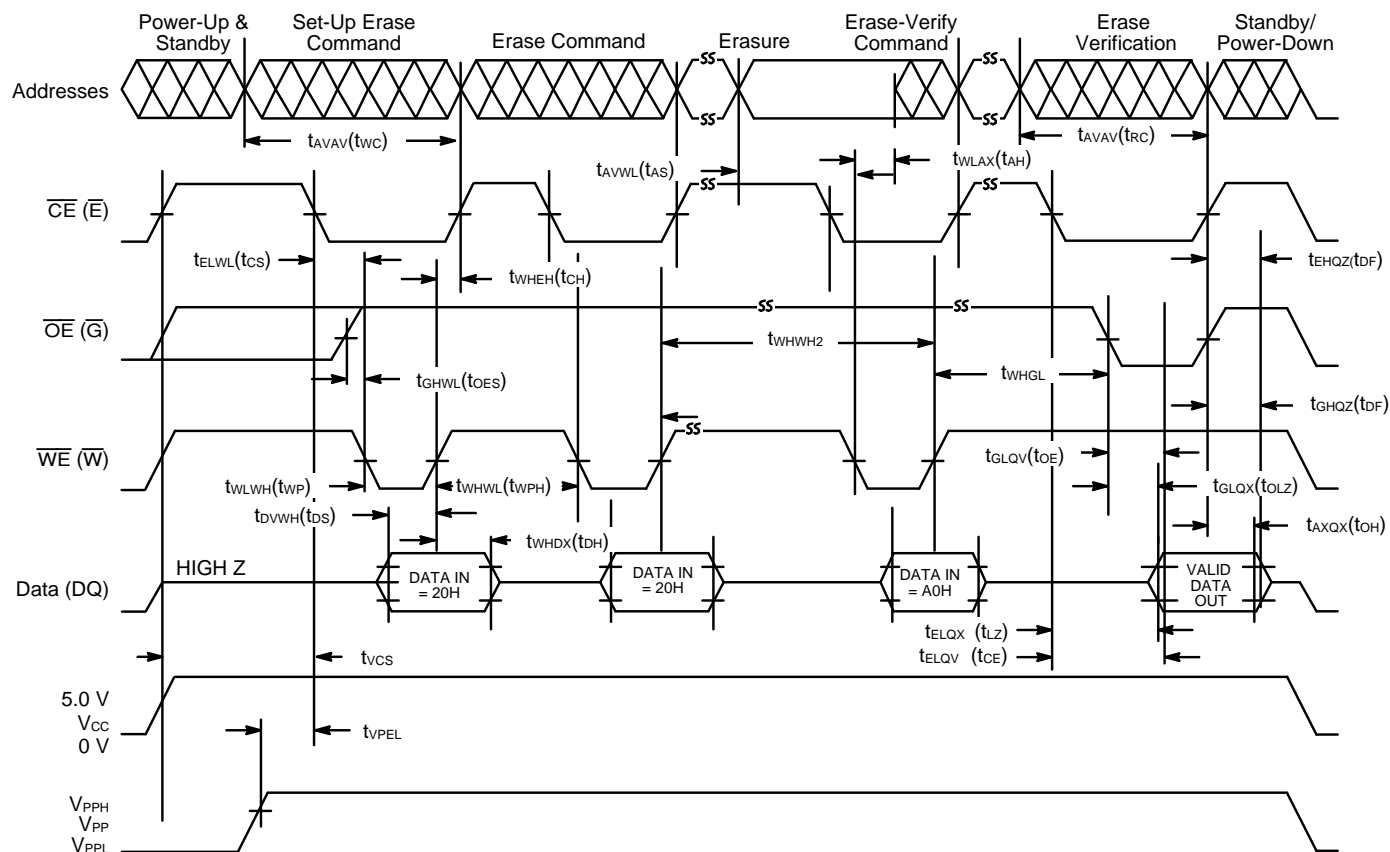 Power-Up &
Standby
Set-Up Erase
Command
Erase Command
Erasure
Erase-Verify
Command
Erase
Verification
Standby/
Power-Down
Addresses
tAVAV(tWC)
tAVWL(tAS)
tWLAX(tAH)
tAVAV(tRC)
CE (E)
tELWL(tCS)
tWHEH(tCH)
tEHQZ(tDF)
OE (G)
tWHWH2
tGHWL(tOES)
tWHGL
tGHQZ(tDF)
WE (W)
tGLQV(tOE)
tWLWH(tWP)
tWHWL(tWPH)
tGLQX(tOLZ)
tDVWH(tDS)
tWHDX(tDH)
tAXQX(tOH)
HIGH Z
Data (DQ)
DATA IN
= 20H
DATA IN
= 20H
DATA IN
= A0H
VALID
DATA
OUT
tELQX (tLZ)
tELQV (tCE)
tVCS
5.0 V
VCC
0 V
tVPEL
VPPH
VPP
VPPL